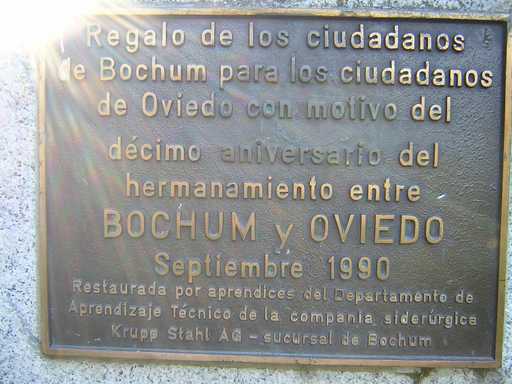 Regalo de los ciudadanos
de Bochum para los ciudadanos
de Oviedo con motivo del
décimo aniversario del
hermanamiento entre
BOCHUM y OVIEDO
Septiembre 1990
Restaurada por aprendices del Departamento de
Aprendizaje Técnico de la compania siderúrgica
Krupp Stahl AG - sucursal de Bochum